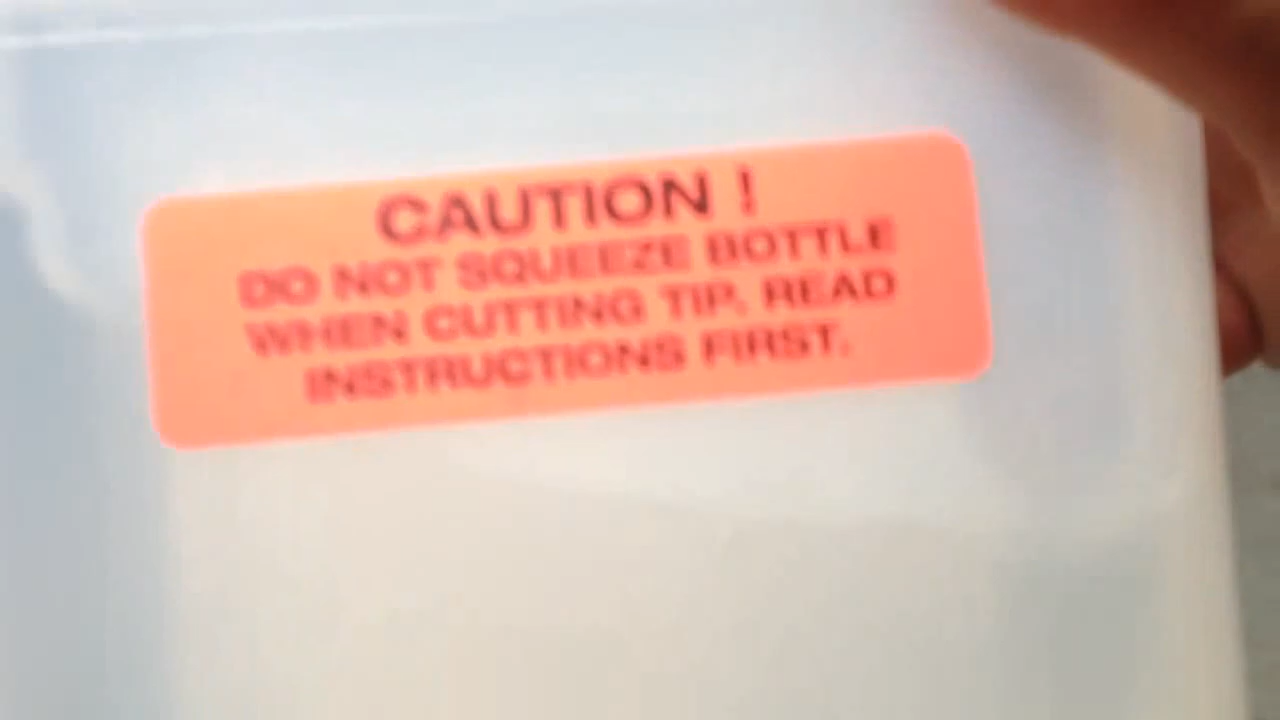 CAUTION !
DO NOT SQUEEZE BOTTLE
WHEN CUTTING TIP. READ
INSTRUCTIONS FIRST.